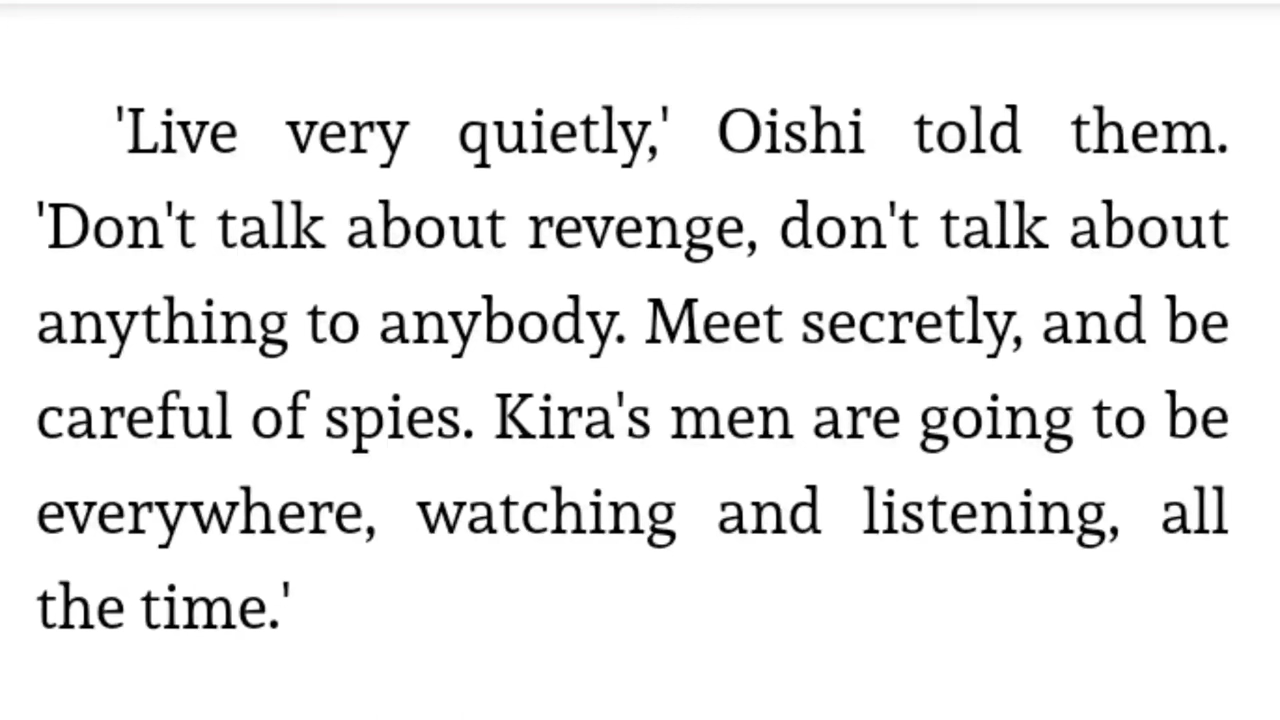 'Live very quietly,' Oishi told them.
'Don't talk about revenge, don't talk about
anything to anybody. Meet secretly, and be
careful of spies. Kira's men are going to be
everywhere, watching and listening, all
the time.'